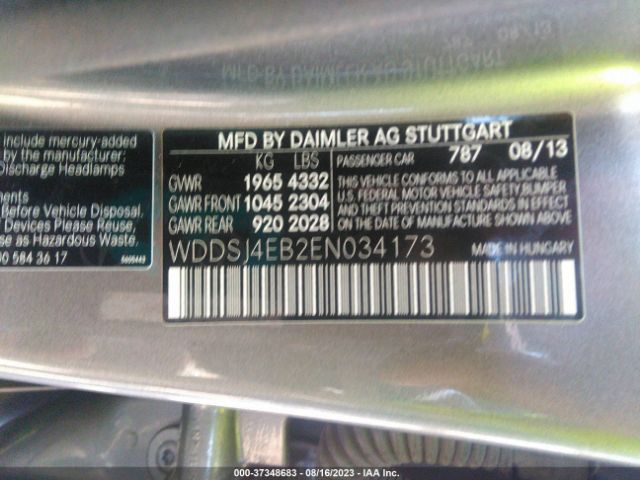 include mercury-added
by the manufacturer:
Discharge Headlamps
Before Vehicle Disposal.
Devices Please Reuse,
as Hazardous Waste.
584 36 17
MFD BY DAIMLER AG STUTTGART
KG LBS
GVWR 1965 4332
GAWR FRONT 1045 2304
GAWR REAR 920 2028
PASSENGER CAR 787 08/13
THIS VEHICLE CONFORMS TO ALL APPLICABLE
U.S. FEDERAL MOTOR VEHICLE SAFETY, BUMPER
AND THEFT PREVENTION STANDARDS
IN EFFECT ON THE DATE OF
MANUFACTURE SHOWN ABOVE.
WDDSJ4EB2EN034173
MADE IN HUNGARY
000-37348683 — 08/16/2023 — IAA Inc.